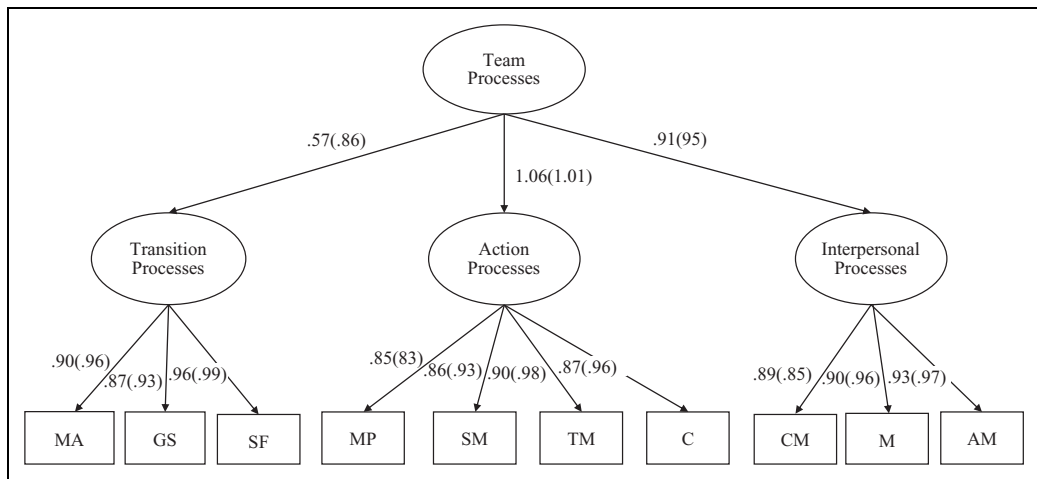 Team
Processes
.57(.86)
1.06(1.01)
.91(95)
Transition
Processes
Action
Processes
Interpersonal
Processes
.90(.96)
.87(.93)
.96(.99)
.85(83)
.86(.93)
.90(.98)
.87(.96)
.89(.85)
.90(.96)
.93(.97)
MA
GS
SF
MP
SM
TM
C
CM
M
AM